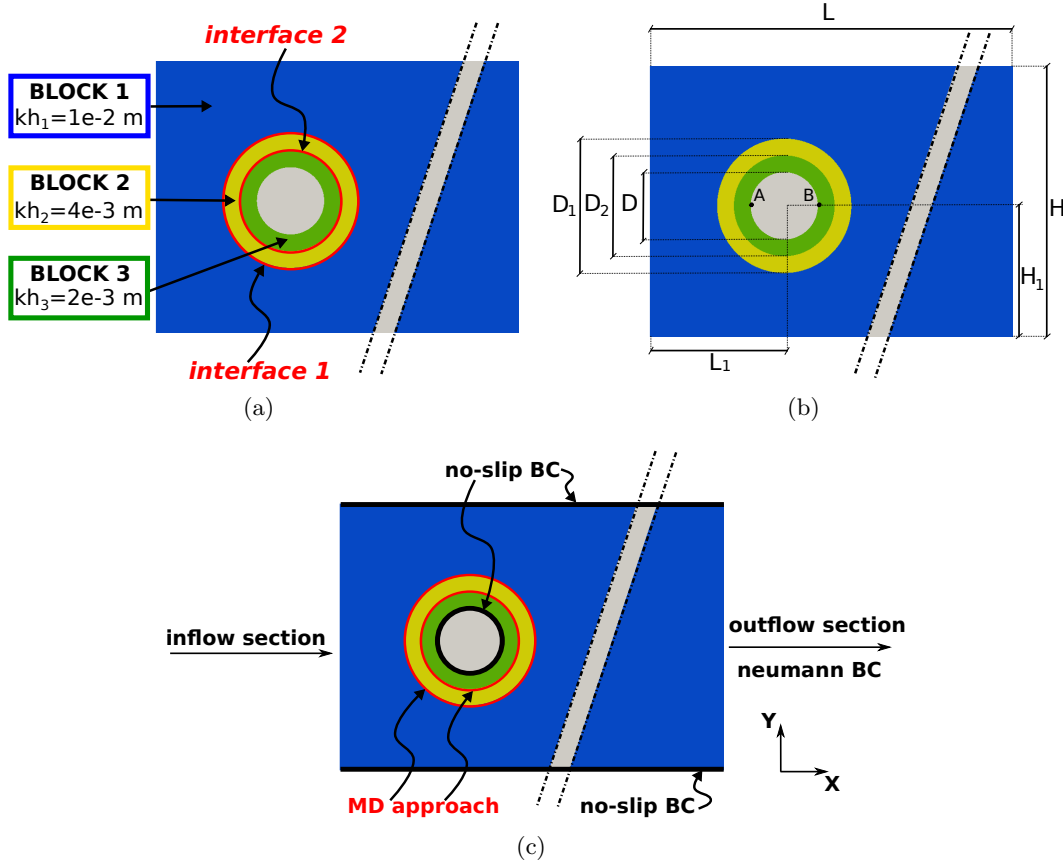 interface 2
BLOCK 1
kh₁=1e-2 m
BLOCK 2
kh₂=4e-3 m
BLOCK 3
kh₃=2e-3 m
interface 1
(a)
L
D₁
D₂
D
A
B
H
H₁
L₁
(b)
no-slip BC
inflow section
outflow section
neumann BC
Y
X
MD approach
no-slip BC
(c)